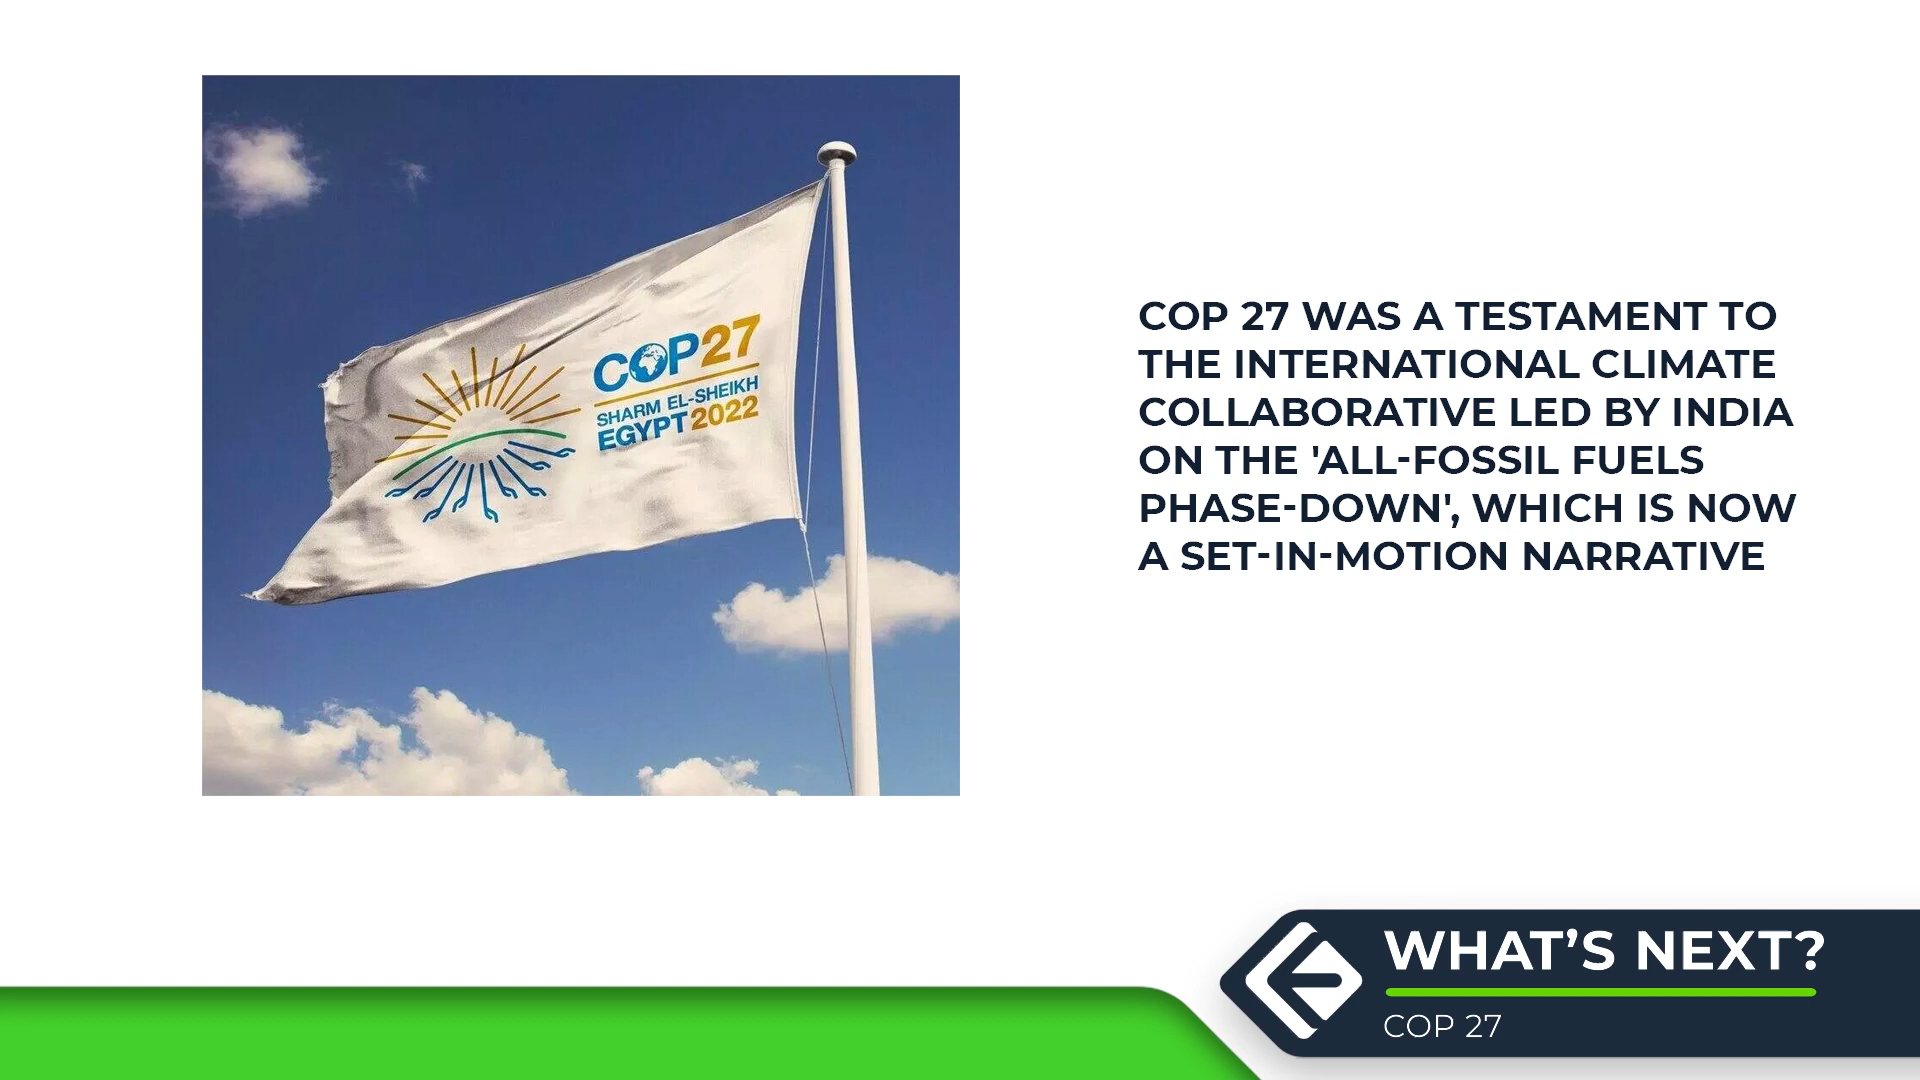 COP27
SHARM EL-SHEIKH
EGYPT 2022
COP 27 WAS A TESTAMENT TO
THE INTERNATIONAL CLIMATE
COLLABORATIVE LED BY INDIA
ON THE 'ALL-FOSSIL FUELS
PHASE-DOWN', WHICH IS NOW
A SET-IN-MOTION NARRATIVE
WHAT’S NEXT?
COP 27